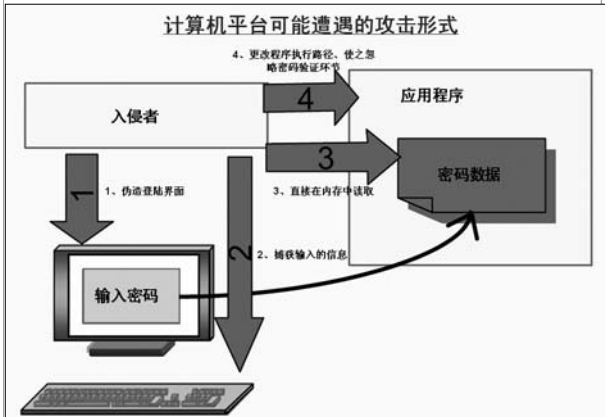 计算机平台可能遭遇的攻击形式
4、更改程序执行路径、使之忽
略密码验证环节
入侵者
4
应用程序
3
密码数据
1
1、伪造登陆界面
3、直接在内存中读取
2
2、捕获输入的信息
输入密码